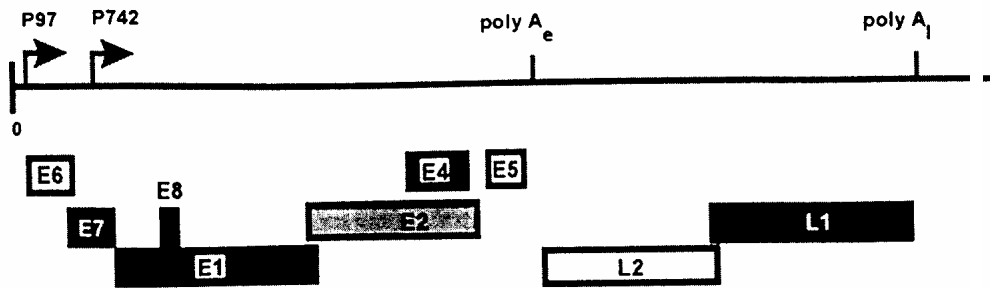 P97 P742 poly Aₑ poly Aₗ
0
E6 E8 E4 E5
E7 E2 L1
E1 L2